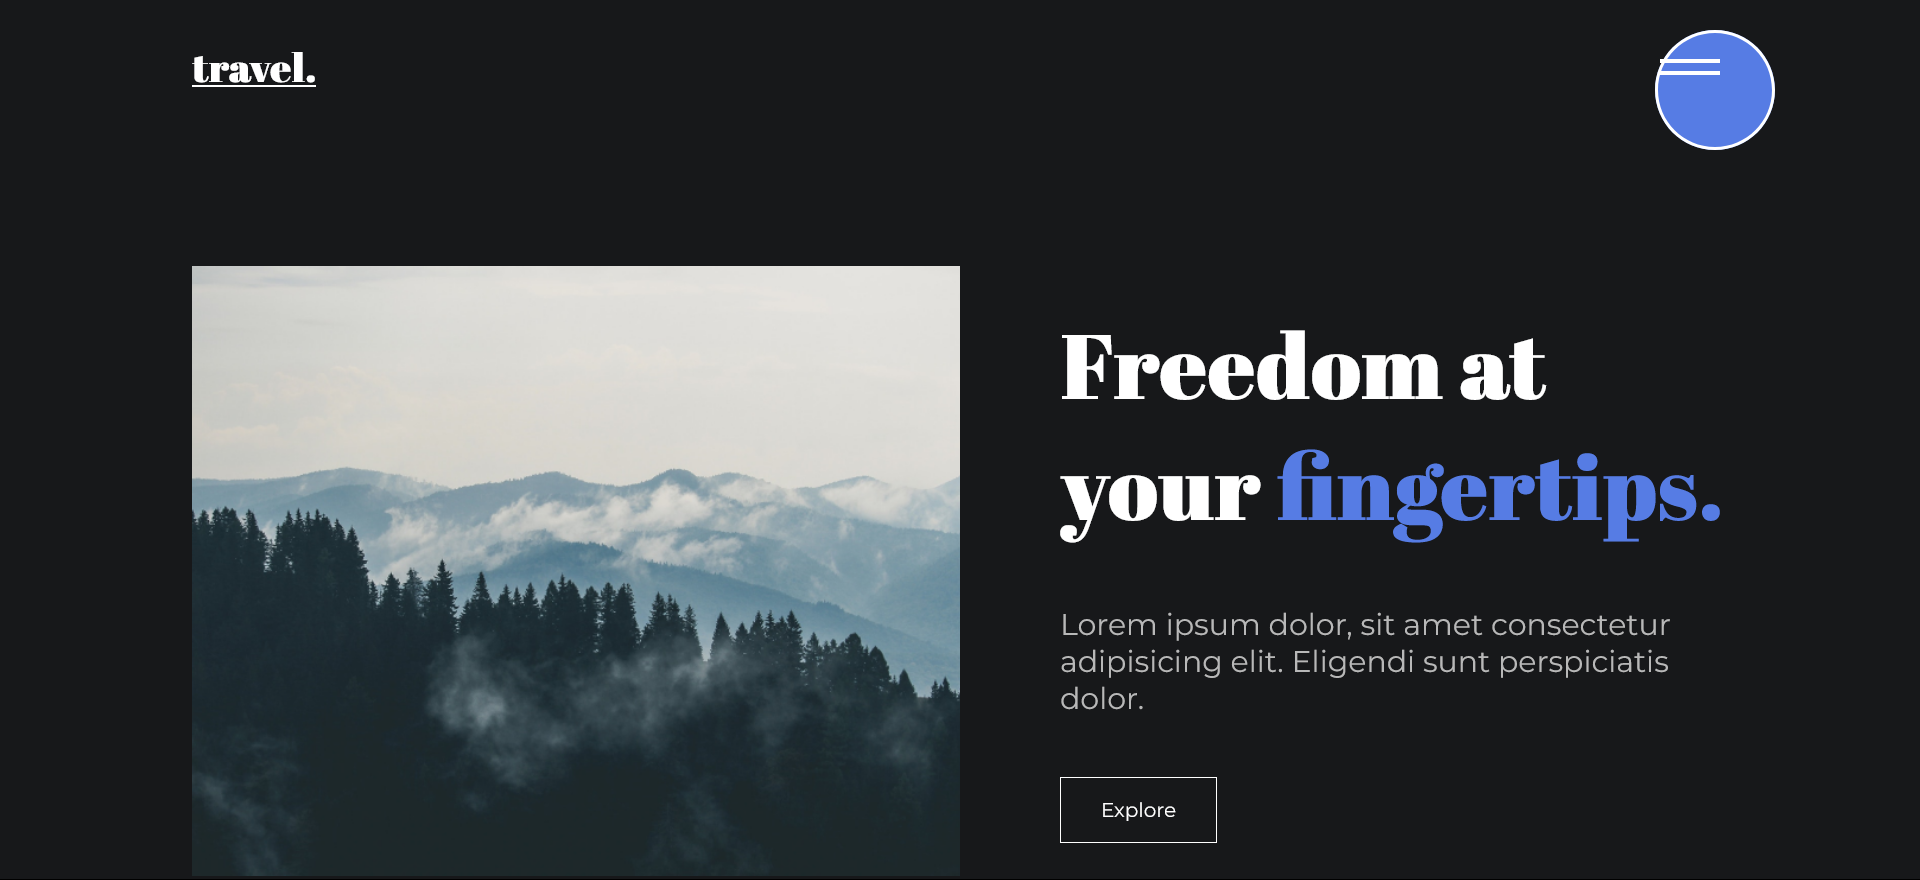 travel.
Freedom at
your fingertips.
Lorem ipsum dolor, sit amet consectetur
adipisicing elit. Eligendi sunt perspiciatis
dolor.
Explore